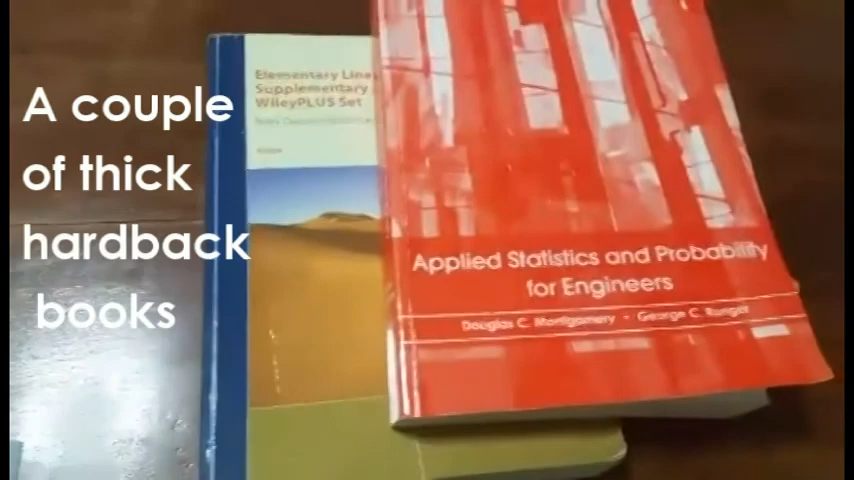 A couple
of thick
hardback
books
Elementary Linea
Supplementary
WileyPLUS Set
Applied Statistics and Probability
for Engineers
Douglas C. Montgomery • George C. Runger